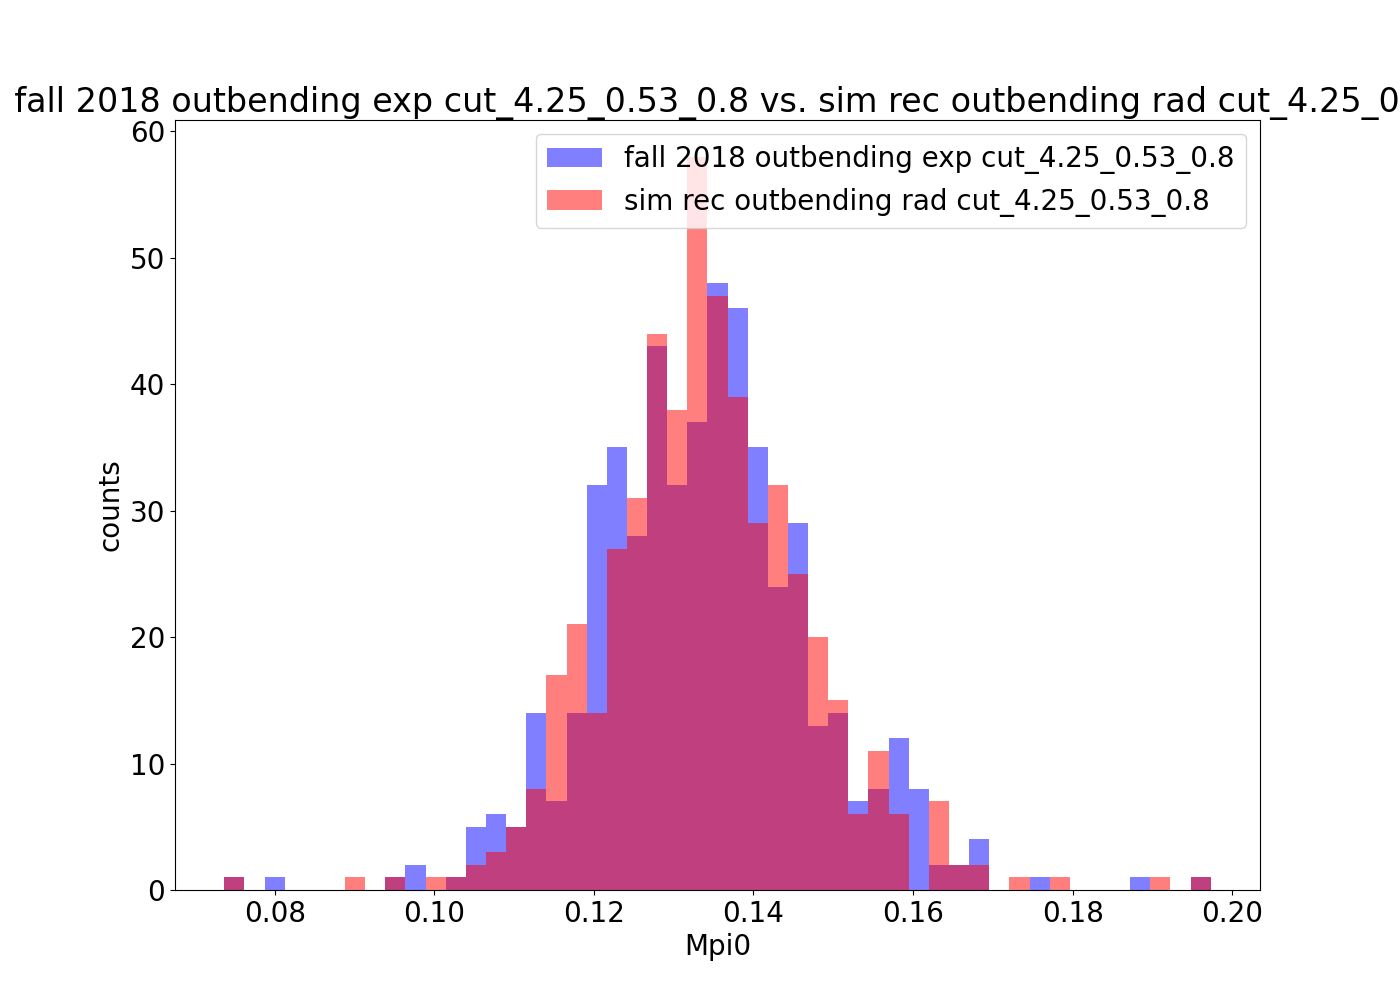 fall 2018 outbending exp cut_4.25_0.53_0.8 vs. sim rec outbending rad cut_4.25_0
fall 2018 outbending exp cut_4.25_0.53_0.8
sim rec outbending rad cut_4.25_0.53_0.8
60
50
40
30
20
10
0
counts
0.08 0.10 0.12 0.14 0.16 0.18 0.20
Mpi0